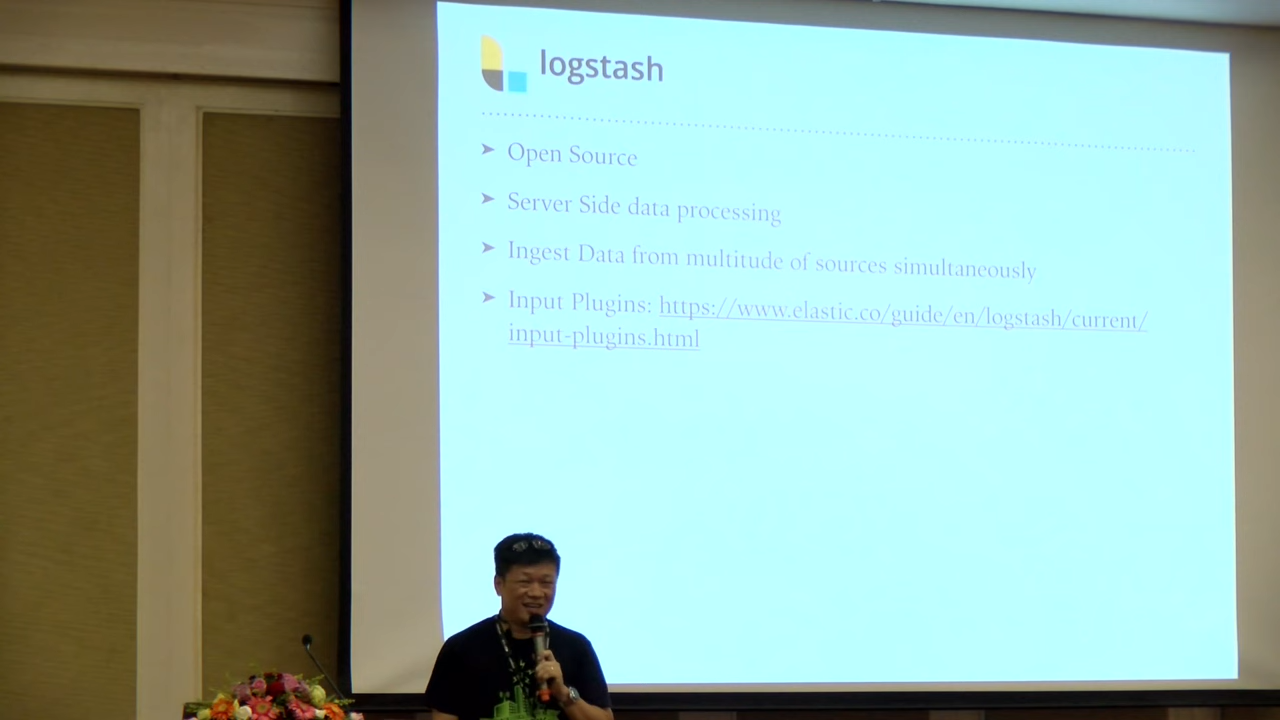 logstash
➤ Open Source
➤ Server Side data processing
➤ Ingest Data from multitude of sources simultaneously
➤ Input Plugins: https://www.elastic.co/guide/en/logstash/current/
input-plugins.html